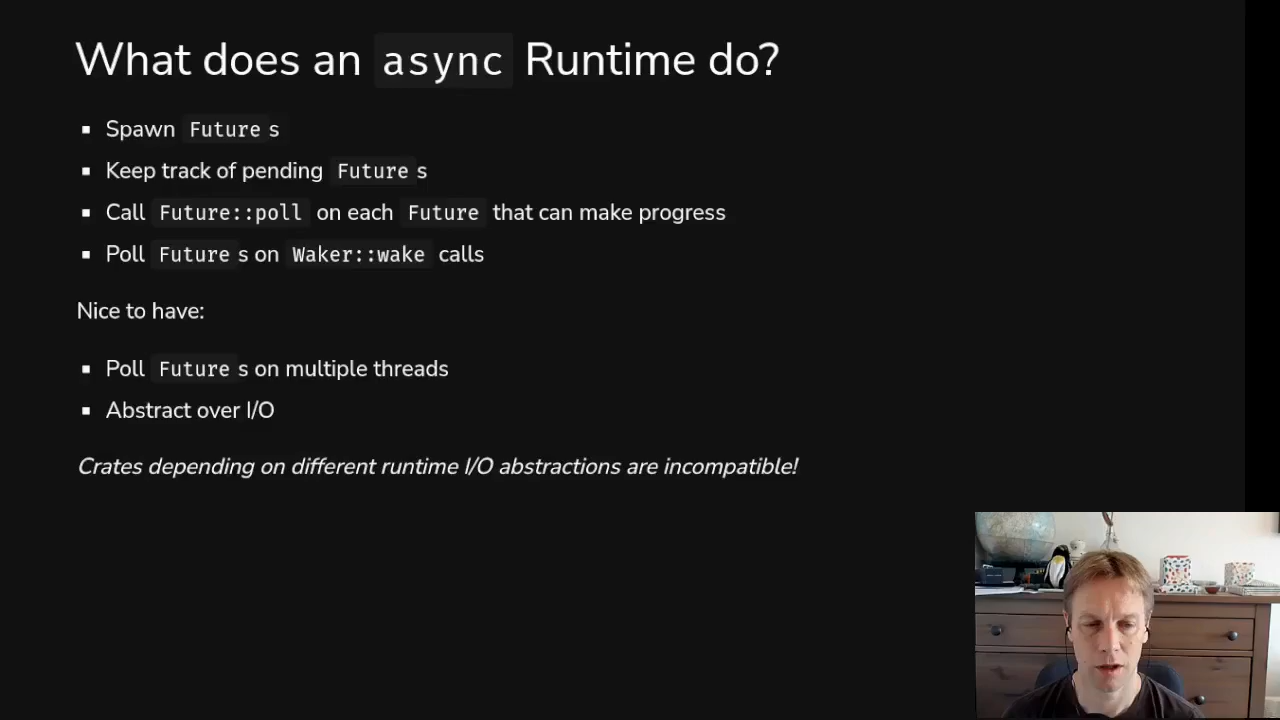 What does an async Runtime do?
▪ Spawn Futures
▪ Keep track of pending Futures
▪ Call Future::poll on each Future that can make progress
▪ Poll Futures on Waker::wake calls
Nice to have:
▪ Poll Futures on multiple threads
▪ Abstract over I/O
Crates depending on different runtime I/O abstractions are incompatible!